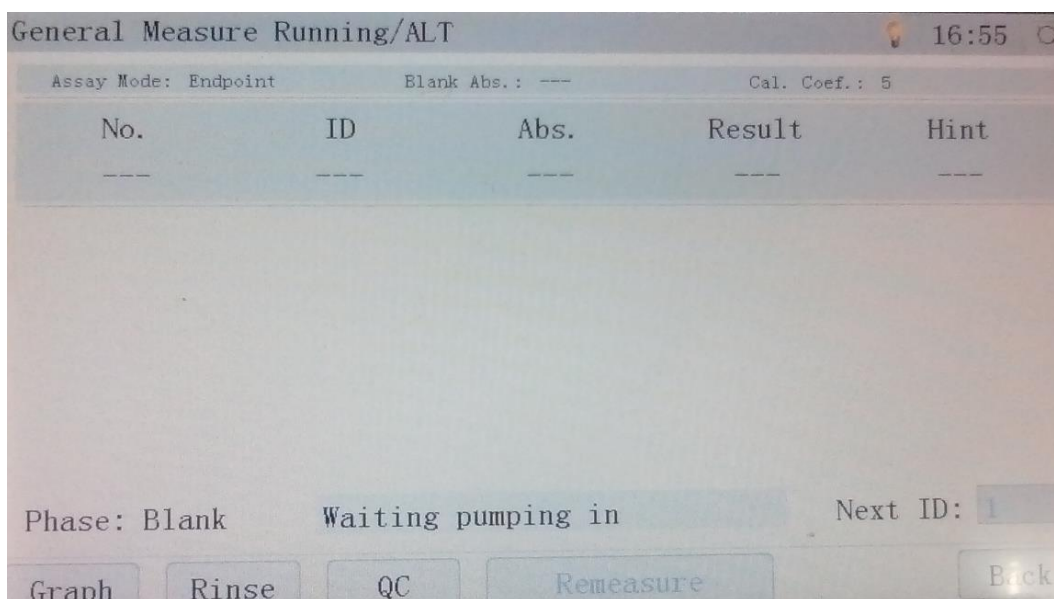 General Measure Running/ALT 16:55
Assay Mode: Endpoint Blank Abs.: --- Cal. Coef.: 5
No. ID Abs. Result Hint
--- --- --- --- ---
Phase: Blank Waiting pumping in Next ID: 1
Graph Rinse QC Remeasure Back